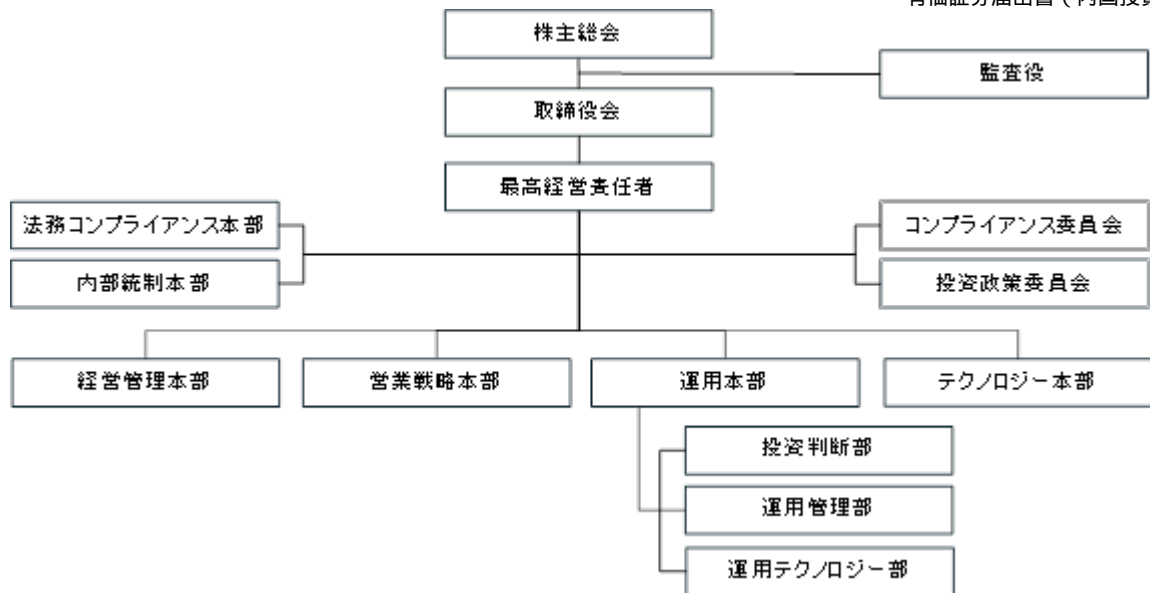 株主総会
監査役
取締役会
最高経営責任者
法務コンプライアンス本部
コンプライアンス委員会
内部統制本部
投資政策委員会
経営管理本部
営業戦略本部
運用本部
テクノロジー本部
投資判断部
運用管理部
運用テクノロジー部